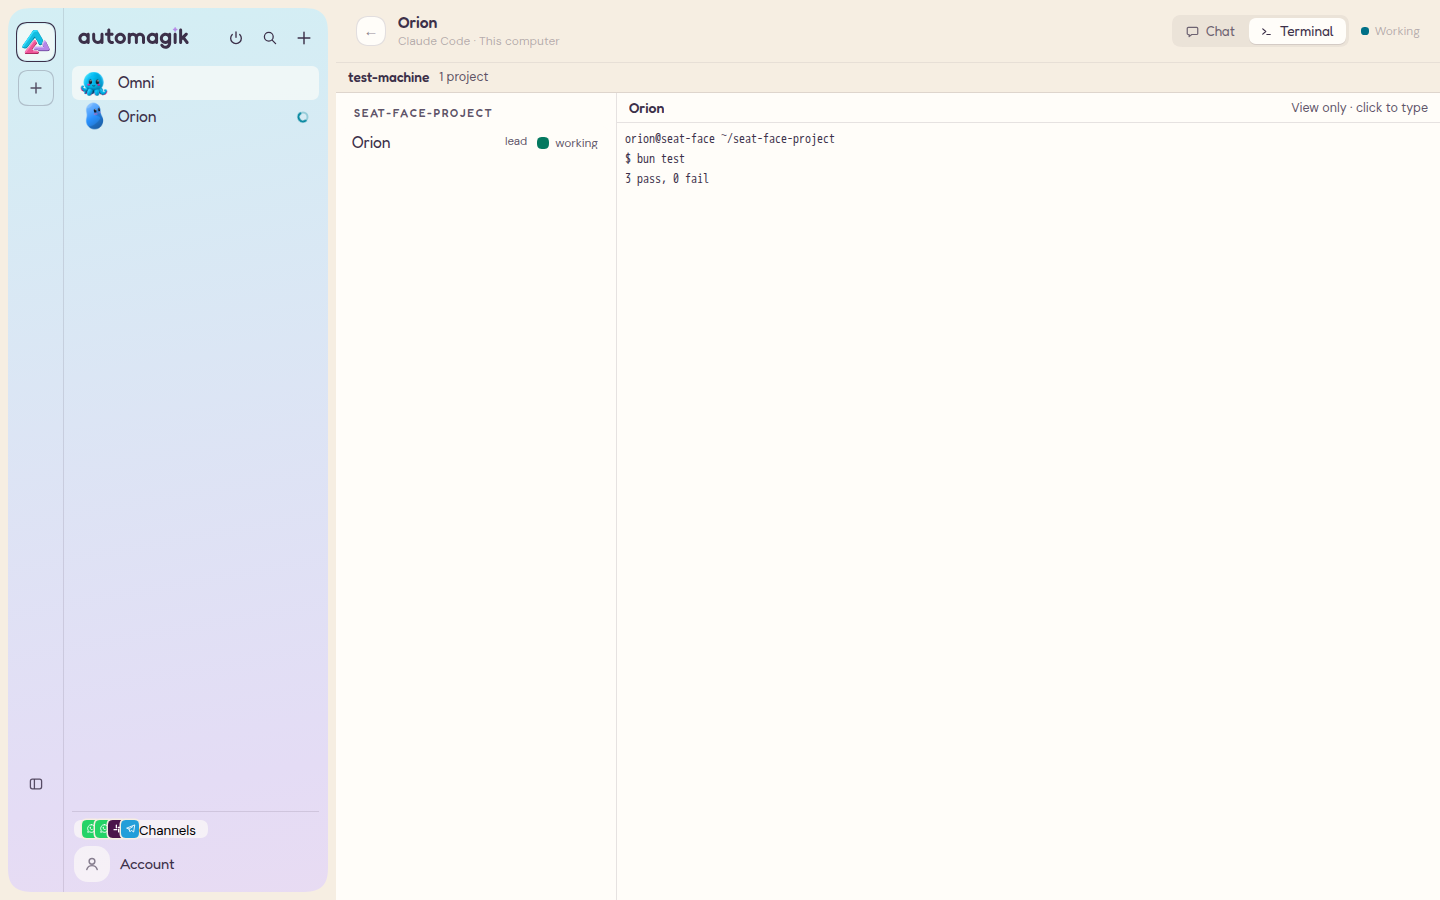 automagik
Omni
Orion
Channels
Account
←
Orion
Claude Code · This computer
Chat
>_ Terminal
Working
test-machine 1 project
SEAT-FACE-PROJECT
Orion lead working
Orion
View only · click to type
orion@seat-face ~/seat-face-project
$ bun test
3 pass, 0 fail